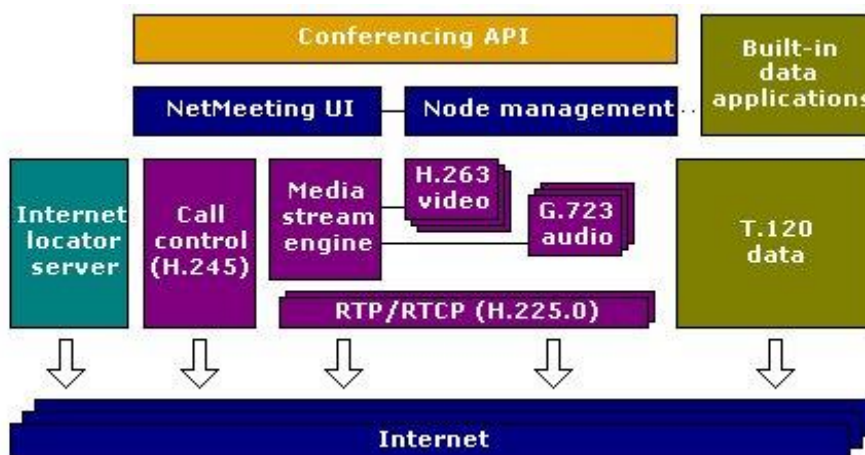 Conferencing API
Built-in
data
applications
NetMeeting UI
Node management
Internet
locator
server
Call
control
(H.245)
Media
stream
engine
H.263
video
G.723
audio
T.120
data
RTP/RTCP (H.225.0)
Internet